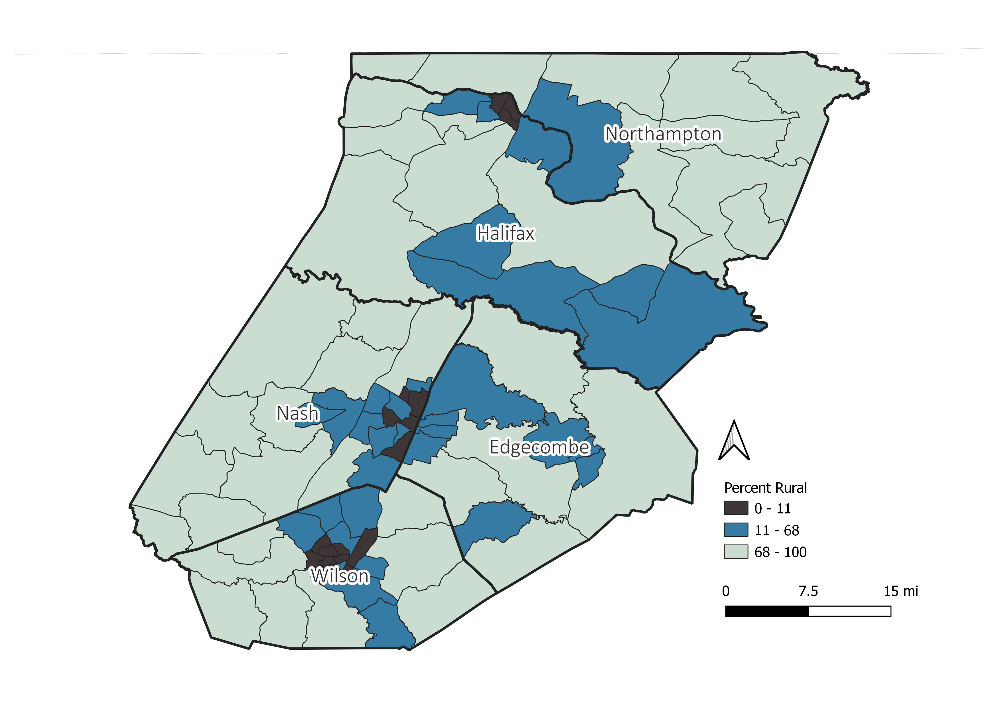 Northampton
Halifax
Nash
Edgecombe
Wilson
Percent Rural
0 - 11
11 - 68
68 - 100
0 7.5 15 mi